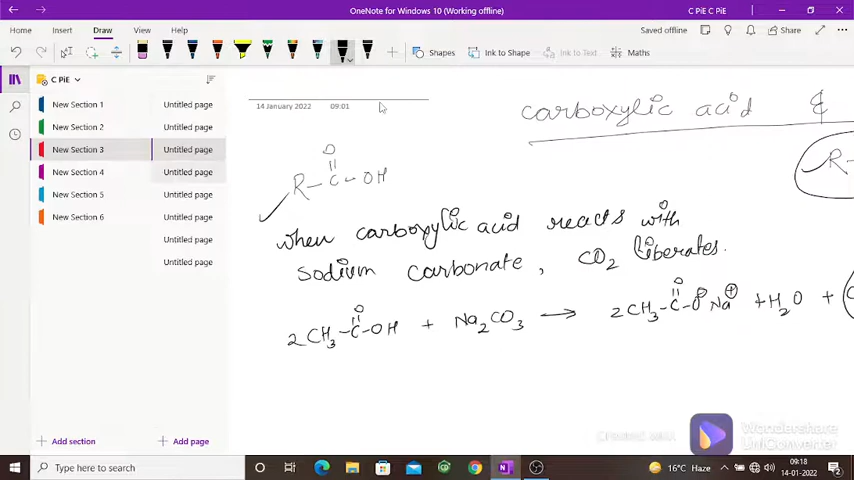 OneNote for Windows 10 (Working offline)
C PiE C PiE
Home Insert Draw View Help
Saved offline
Shapes Ink to Shape Ink to Text Maths
C PiE
New Section 1
New Section 2
New Section 3
New Section 4
New Section 5
New Section 6
Untitled page
Untitled page
Untitled page
Untitled page
Untitled page
Untitled page
Untitled page
Untitled page
14 January 2022 09:01
carboxylic acid &
R-
O
R-C-OH
when carboxylic acid reacts with
sodium carbonate, CO2 liberates.
O O
2CH3-C-OH + Na2CO3 → 2CH3-C-O⊖ Na⊕ + H2O +
Add section
Add page
Wondershare
UniConverter
Type here to search
16°C Haze
09:18
14-01-2022
2